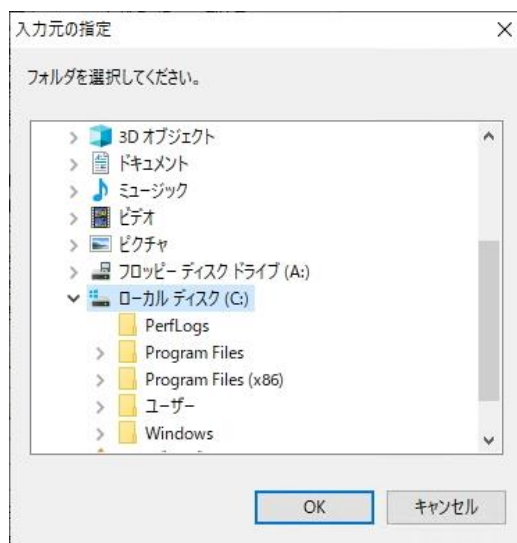 入力元の指定
フォルダを選択してください。
3D オブジェクト
ドキュメント
ミュージック
ビデオ
ピクチャ
フロッピー ディスク ドライブ (A:)
ローカル ディスク (C:)
PerfLogs
Program Files
Program Files (x86)
ユーザー
Windows
OK
キャンセル